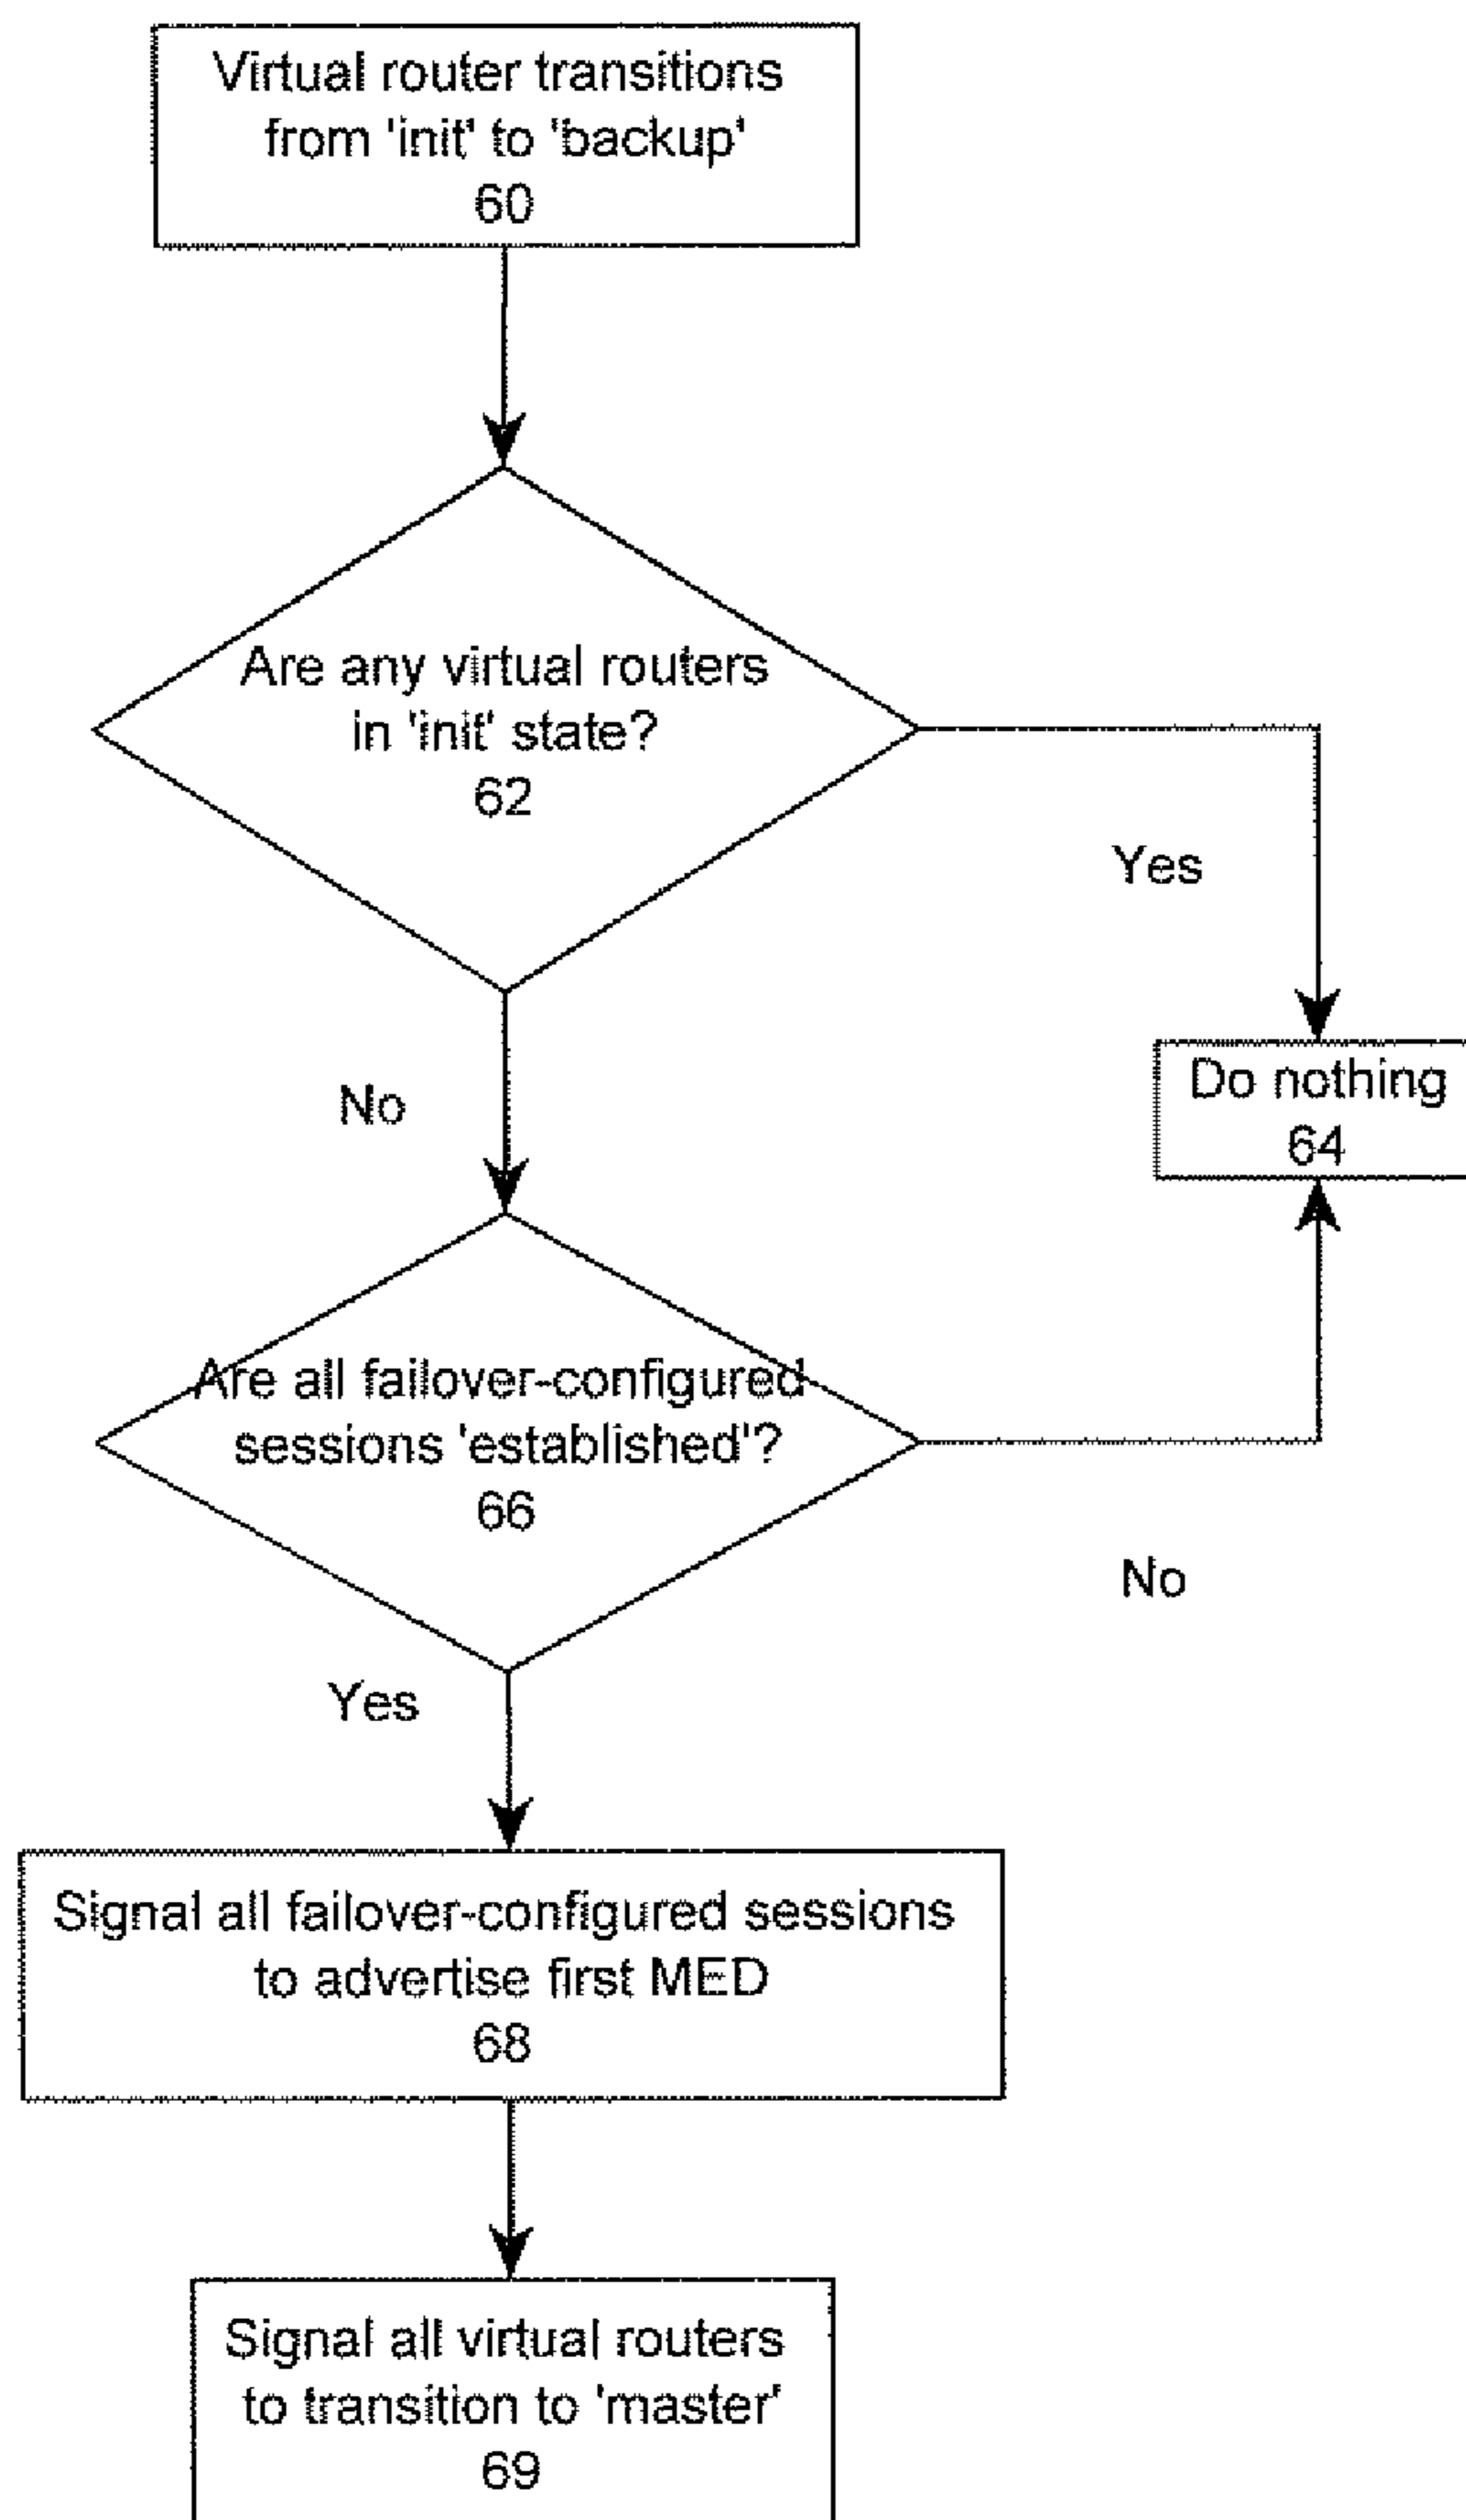 Virtual router transitions
from 'init' to 'backup'
60
Are any virtual routers
in 'init' state?
62
Yes
No
Do nothing
64
Are all failover-configured
sessions 'established'?
66
No
Yes
Signal all failover-configured sessions
to advertise first MED
68
Signal all virtual routers
to transition to 'master'
69